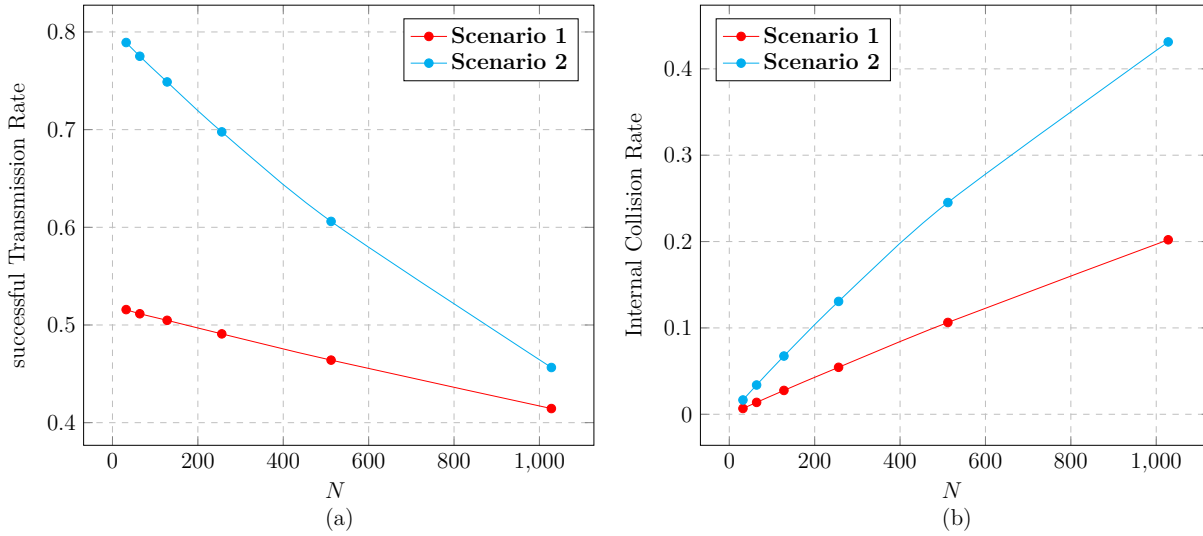 0.8
0.7
0.6
0.5
0.4
successful Transmission Rate
Scenario 1
Scenario 2
0 200 400 600 800 1,000
N
(a)
0.4
0.3
0.2
0.1
0
Internal Collision Rate
Scenario 1
Scenario 2
0 200 400 600 800 1,000
N
(b)